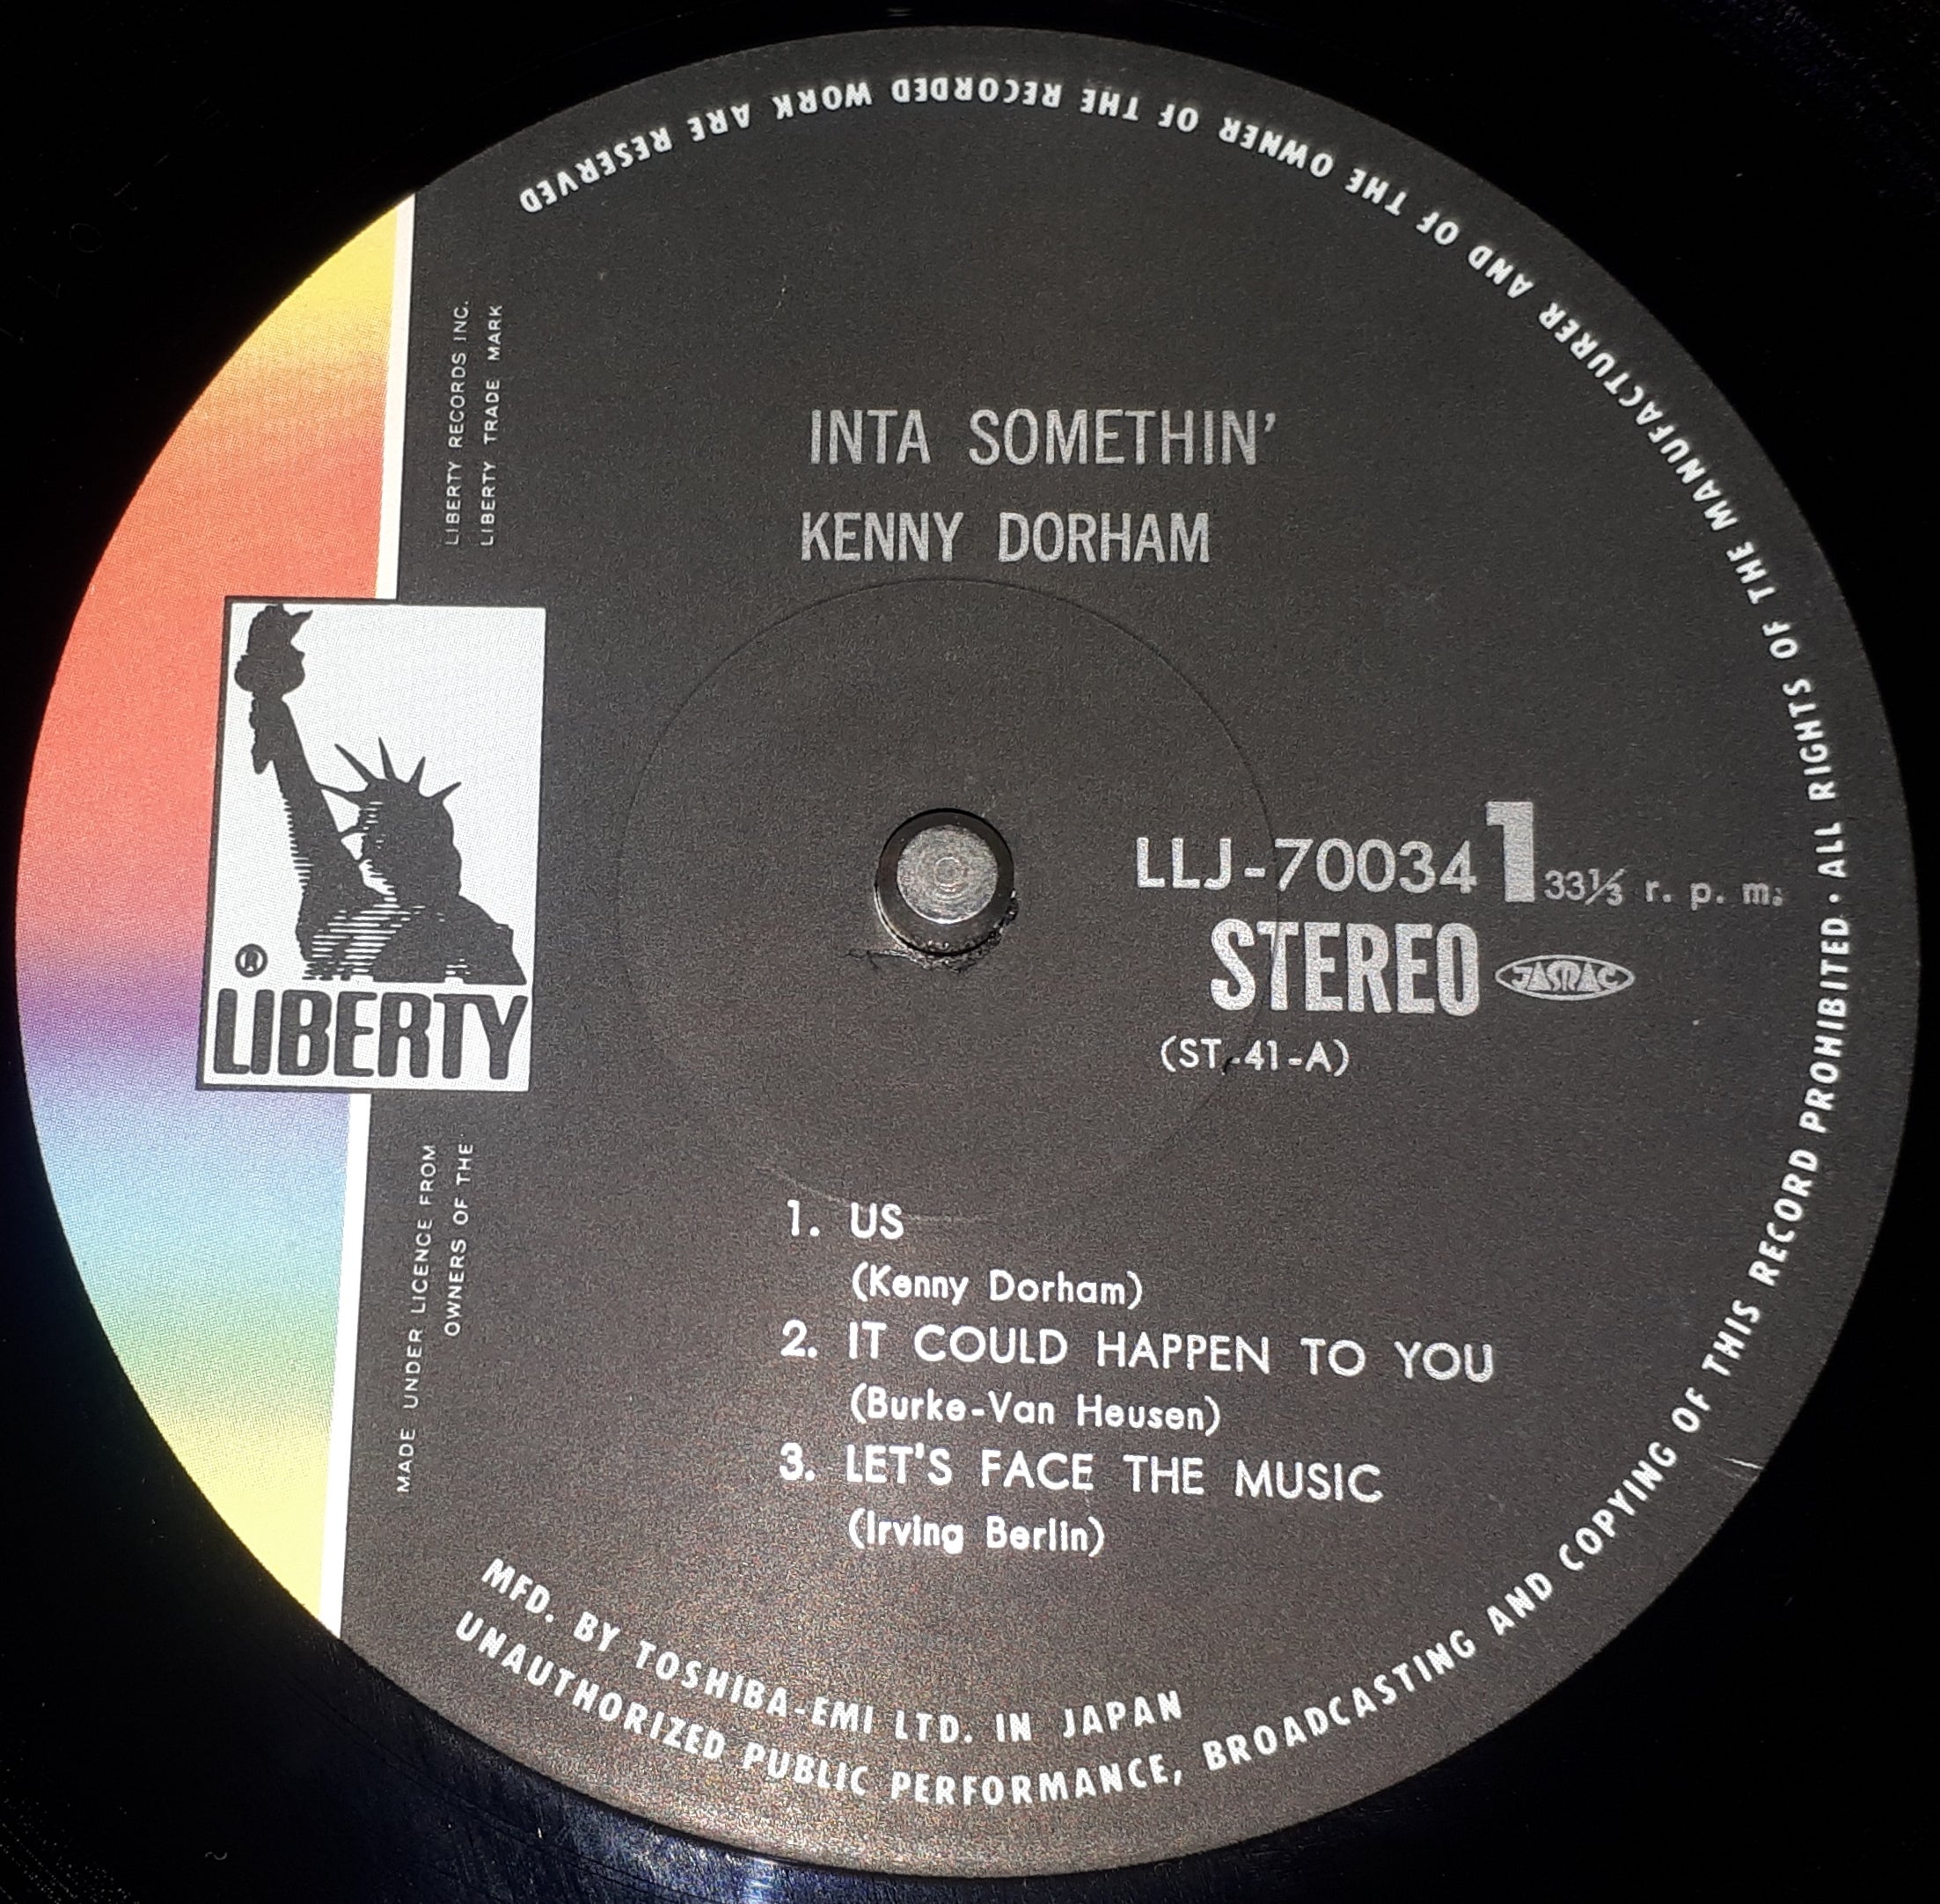 INTA SOMETHIN'
KENNY DORHAM
LIBERTY RECORDS INC.
LIBERTY TRADE MARK
®
LIBERTY
MADE UNDER LICENCE FROM
OWNERS OF THE
LLJ-70034 1 33⅓ r. p. m.
STEREO JASRAC
(ST-41-A)
1. US
(Kenny Dorham)
2. IT COULD HAPPEN TO YOU
(Burke-Van Heusen)
3. LET'S FACE THE MUSIC
(Irving Berlin)
MFD. BY TOSHIBA-EMI LTD. IN JAPAN
UNAUTHORIZED PUBLIC PERFORMANCE, BROADCASTING AND COPYING OF THIS RECORD PROHIBITED · ALL RIGHTS OF THE MANUFACTURER AND OF THE OWNER OF THE RECORDED WORK ARE RESERVED